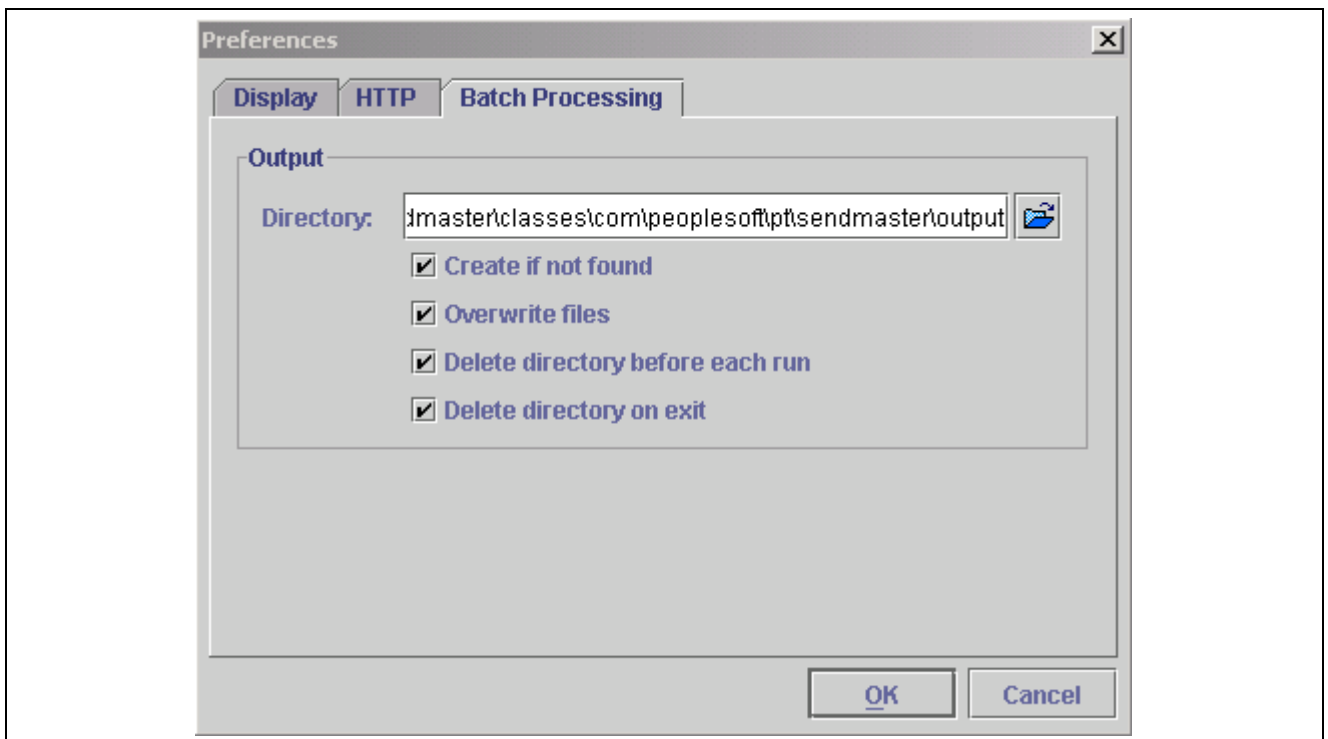 Preferences
Display HTTP Batch Processing
Output
Directory: dmaster\classes\com\peoplesoft\pt\sendmaster\output
Create if not found
Overwrite files
Delete directory before each run
Delete directory on exit
OK Cancel